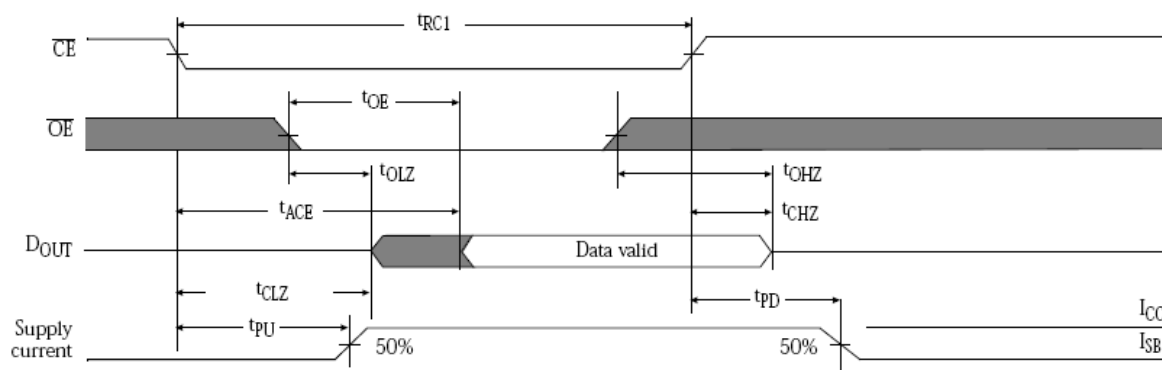 tRC1
CE
tOE
OE
tOLZ
tOHZ
tACE
tCHZ
DOUT
Data valid
tCLZ
tPD
tPU
ICC
Supply
current
50%
50%
ISB